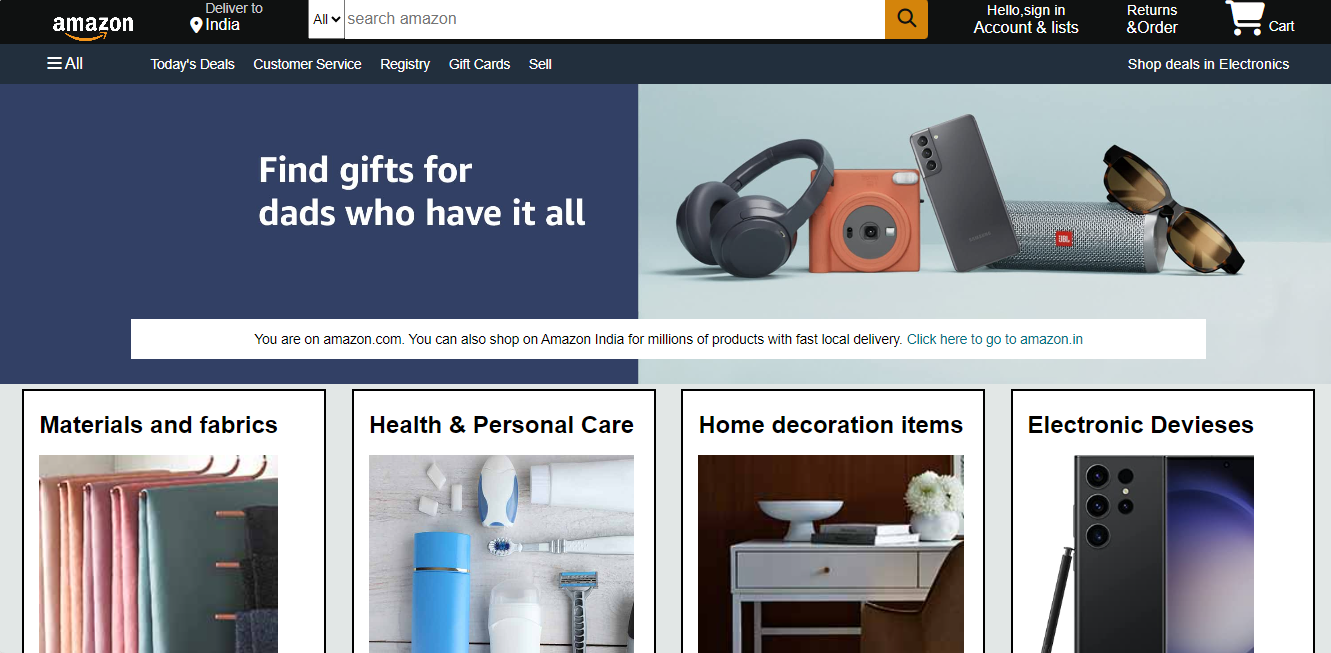 amazon
Deliver to
India
All
search amazon
Hello,sign in
Account & lists
Returns
&Order
Cart
All
Today's Deals
Customer Service
Registry
Gift Cards
Sell
Shop deals in Electronics
Find gifts for
dads who have it all
SAMSUNG
JBL
You are on amazon.com. You can also shop on Amazon India for millions of products with fast local delivery. Click here to go to amazon.in
Materials and fabrics
Health & Personal Care
Home decoration items
Electronic Devieses